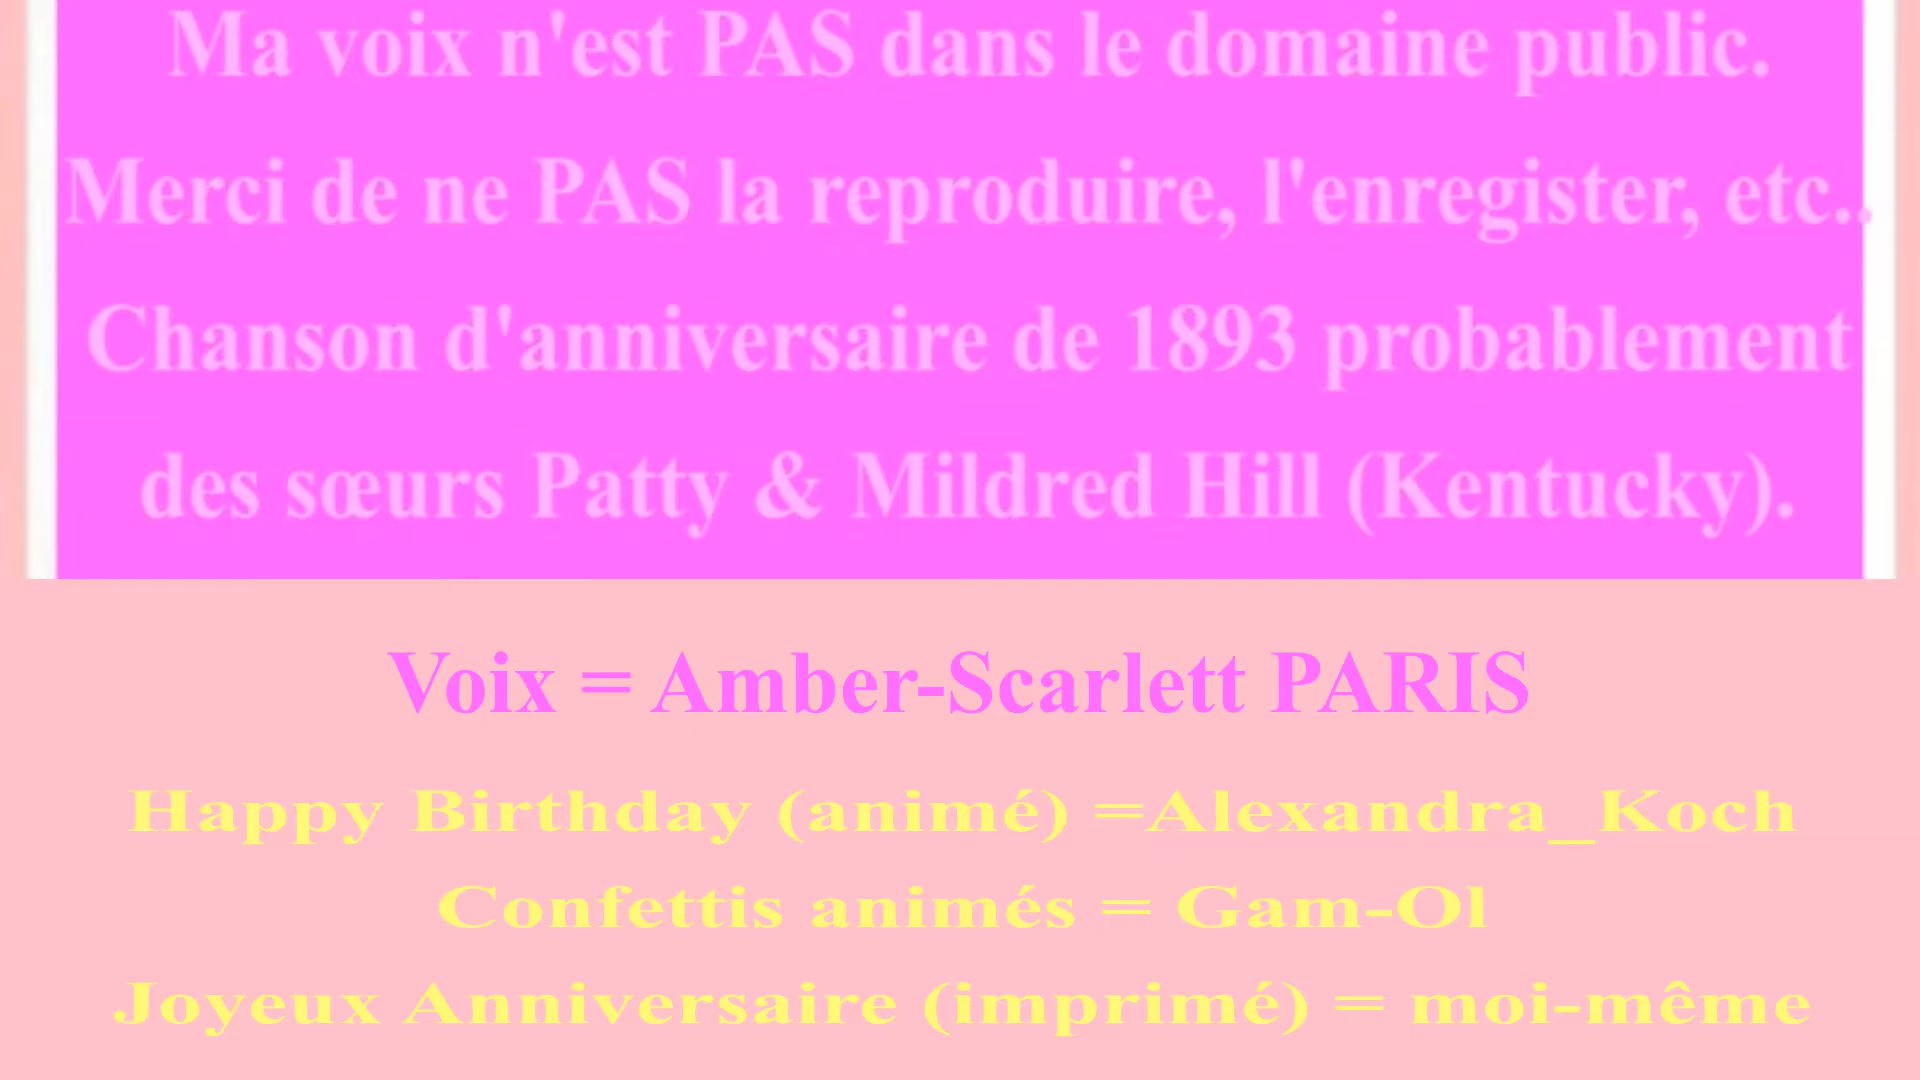 Ma voix n'est PAS dans le domaine public.
Merci de ne PAS la reproduire, l'enregister, etc..
Chanson d'anniversaire de 1893 probablement
des sœurs Patty & Mildred Hill (Kentucky).
Voix = Amber-Scarlett PARIS
Happy Birthday (animé) =Alexandra_Koch
Confettis animés = Gam-Ol
Joyeux Anniversaire (imprimé) = moi-même